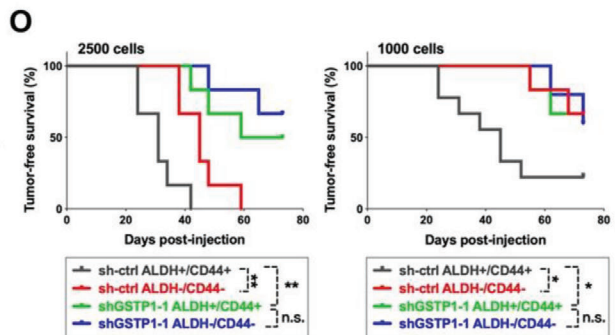 O
2500 cells
1000 cells
Tumor-free survival (%)
100
50
0
0 20 40 60 80
Days post-injection
Tumor-free survival (%)
100
50
0
0 20 40 60 80
Days post-injection
sh-ctrl ALDH+/CD44+
sh-ctrl ALDH-/CD44-
shGSTP1-1 ALDH+/CD44+
shGSTP1-1 ALDH-/CD44-
**
**
n.s.
sh-ctrl ALDH+/CD44+
sh-ctrl ALDH-/CD44-
shGSTP1-1 ALDH+/CD44+
shGSTP1-1 ALDH-/CD44-
*
*
n.s.